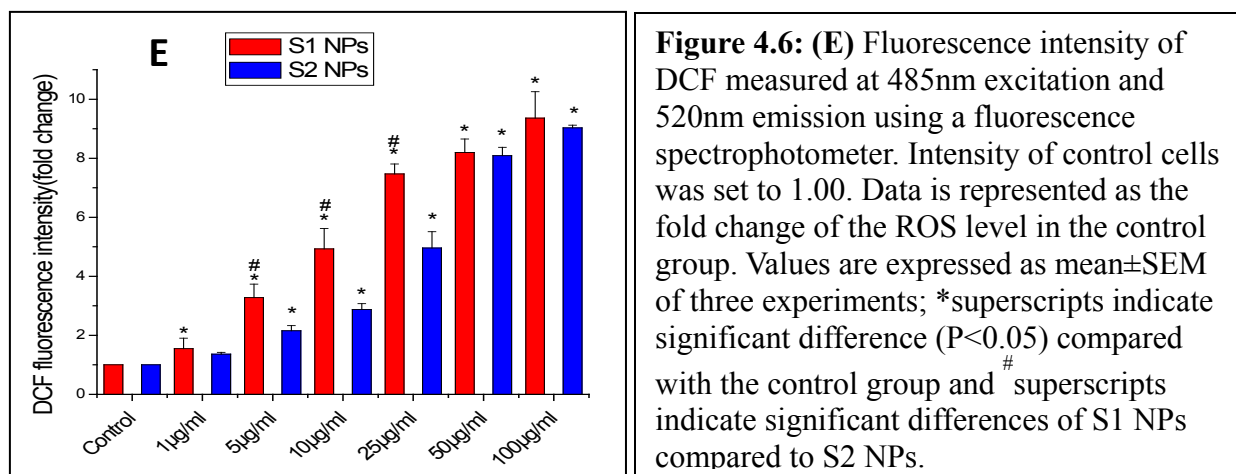 E
S1 NPs
S2 NPs
DCF fluorescence intensity(fold change)
10
8
6
4
2
0
*
#
*
*
#
*
*
#
*
*
*
*
*
*
Control
1µg/ml
5µg/ml
10µg/ml
25µg/ml
50µg/ml
100µg/ml
Figure 4.6: (E) Fluorescence intensity of
DCF measured at 485nm excitation and
520nm emission using a fluorescence
spectrophotometer. Intensity of control cells
was set to 1.00. Data is represented as the
fold change of the ROS level in the control
group. Values are expressed as mean±SEM
of three experiments; *superscripts indicate
significant difference (P<0.05) compared
with the control group and #superscripts
indicate significant differences of S1 NPs
compared to S2 NPs.